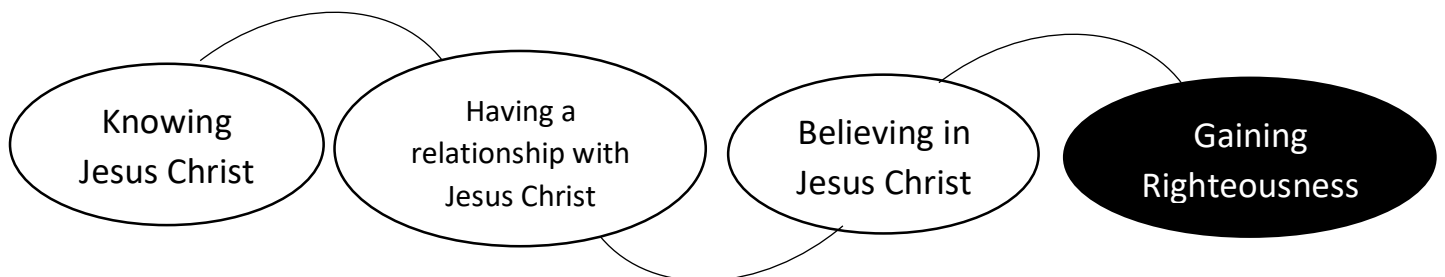 Knowing
Jesus Christ
Having a
relationship with
Jesus Christ
Believing in
Jesus Christ
Gaining
Righteousness